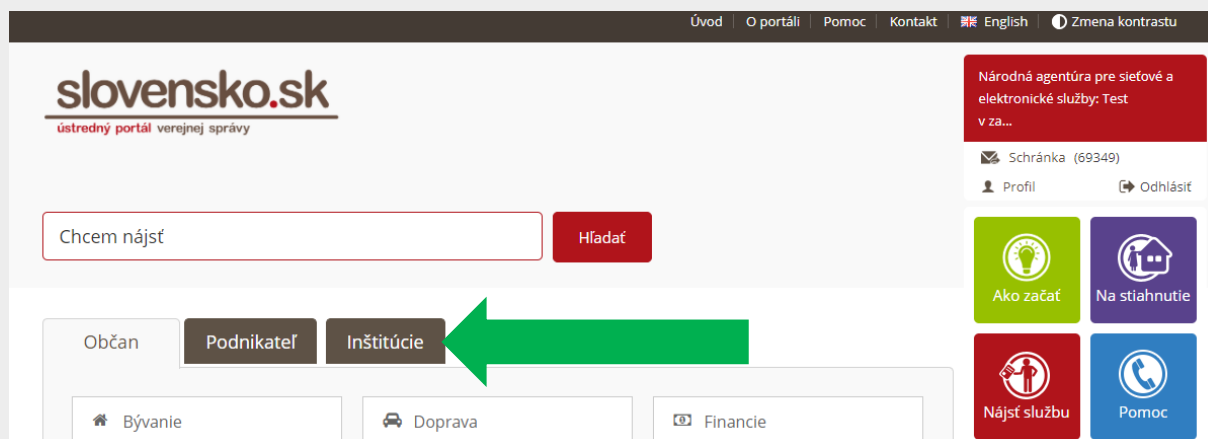 Úvod O portáli Pomoc Kontakt English Zmena kontrastu
slovensko.sk
ústredný portál verejnej správy
Národná agentúra pre sieťové a
elektronické služby: Test
v za...
Schránka (69349)
Profil Odhlásiť
Chcem nájsť Hľadať
Ako začať Na stiahnutie
Občan Podnikateľ Inštitúcie
Nájsť službu Pomoc
Bývanie Doprava Financie